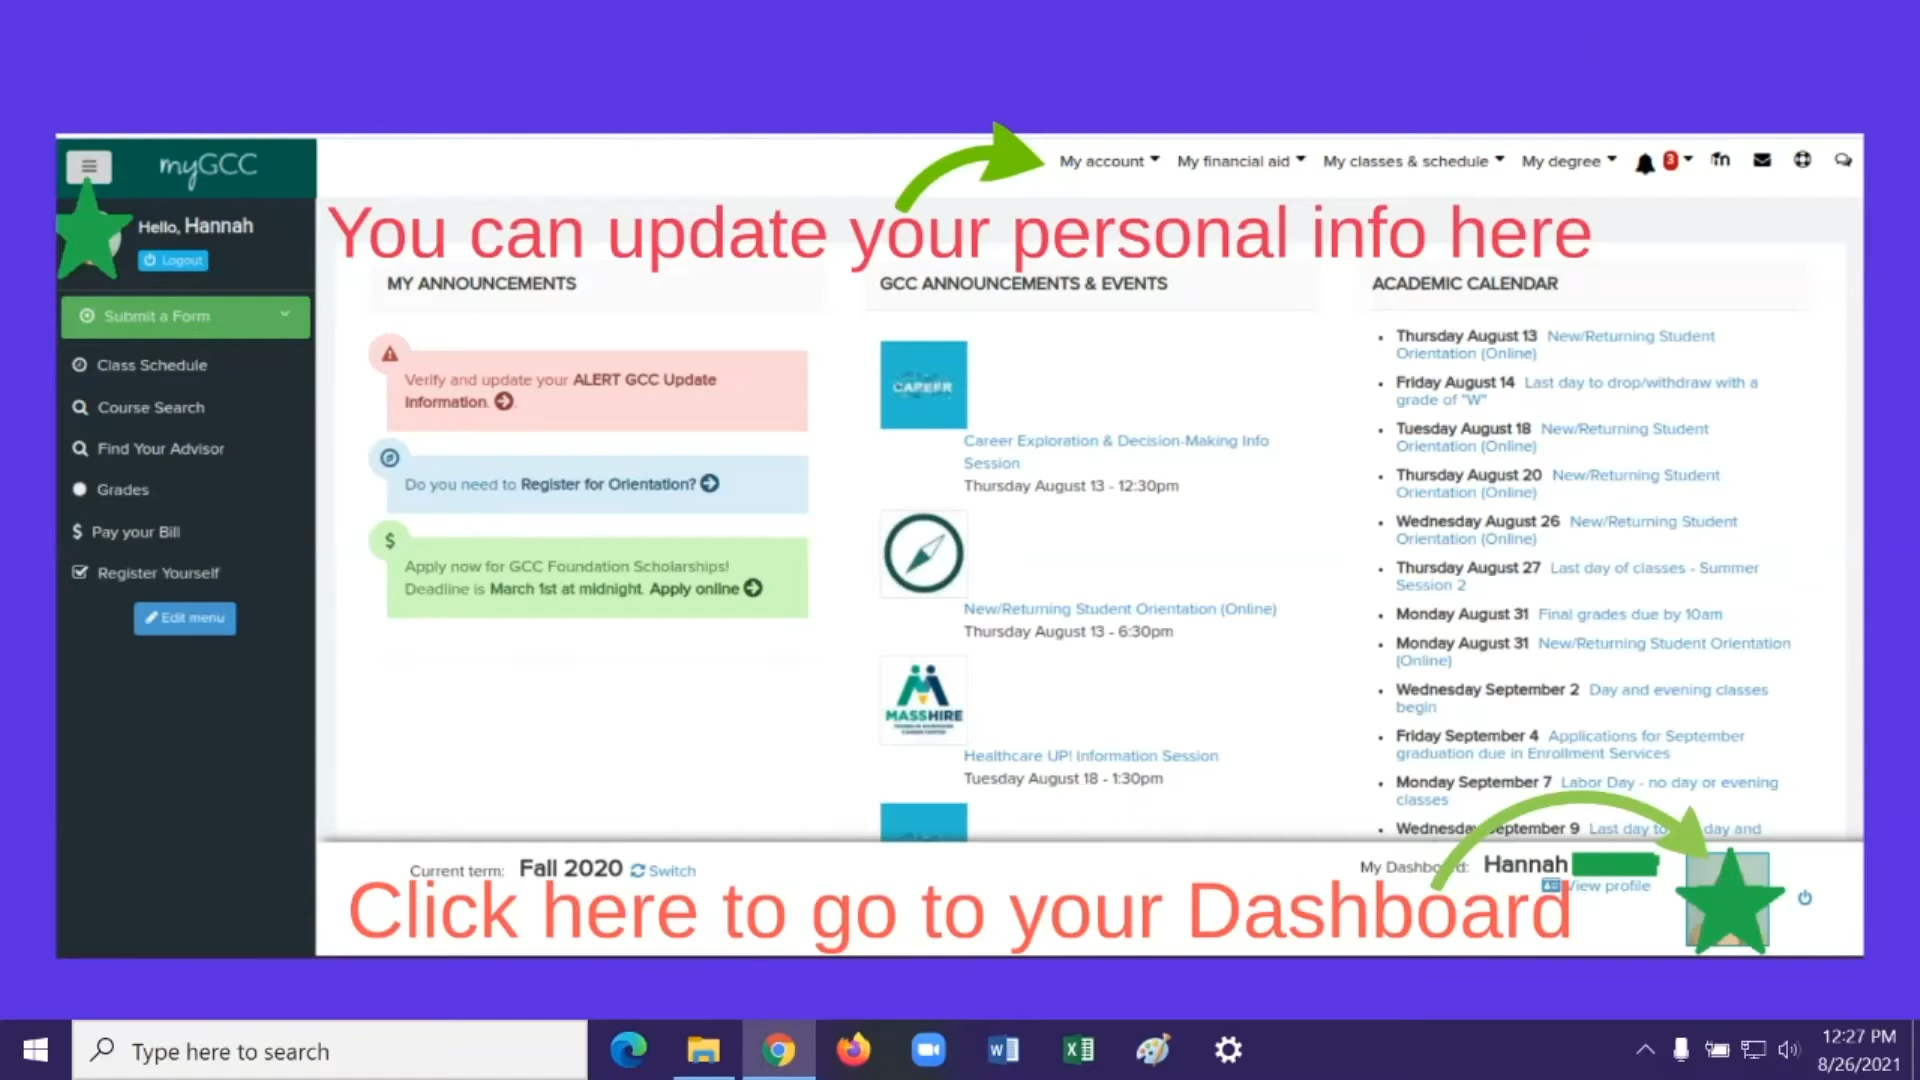 myGCC
My account
My financial aid
My classes & schedule
My degree
3
Hello, Hannah
Logout
You can update your personal info here
Submit a Form
Class Schedule
Course Search
Find Your Advisor
Grades
$ Pay your Bill
Register Yourself
Edit menu
MY ANNOUNCEMENTS
Verify and update your ALERT GCC Update
Information.
Do you need to Register for Orientation?
$
Apply now for GCC Foundation Scholarships!
Deadline is March 1st at midnight. Apply online
GCC ANNOUNCEMENTS & EVENTS
CAREER
Career Exploration & Decision-Making Info
Session
Thursday August 13 - 12:30pm
New/Returning Student Orientation (Online)
Thursday August 13 - 6:30pm
MASSHIRE
Healthcare UP! Information Session
Tuesday August 18 - 1:30pm
ACADEMIC CALENDAR
Thursday August 13 New/Returning Student
Orientation (Online)
Friday August 14 Last day to drop/withdraw with a
grade of "W"
Tuesday August 18 New/Returning Student
Orientation (Online)
Thursday August 20 New/Returning Student
Orientation (Online)
Wednesday August 26 New/Returning Student
Orientation (Online)
Thursday August 27 Last day of classes - Summer
Session 2
Monday August 31 Final grades due by 10am
Monday August 31 New/Returning Student Orientation
(Online)
Wednesday September 2 Day and evening classes
begin
Friday September 4 Applications for September
graduation due in Enrollment Services
Monday September 7 Labor Day - no day or evening
classes
Wednesday September 9 Last day to day and
Current term: Fall 2020 Switch
My Dashboard: Hannah
View profile
Click here to go to your Dashboard
Type here to search
12:27 PM
8/26/2021